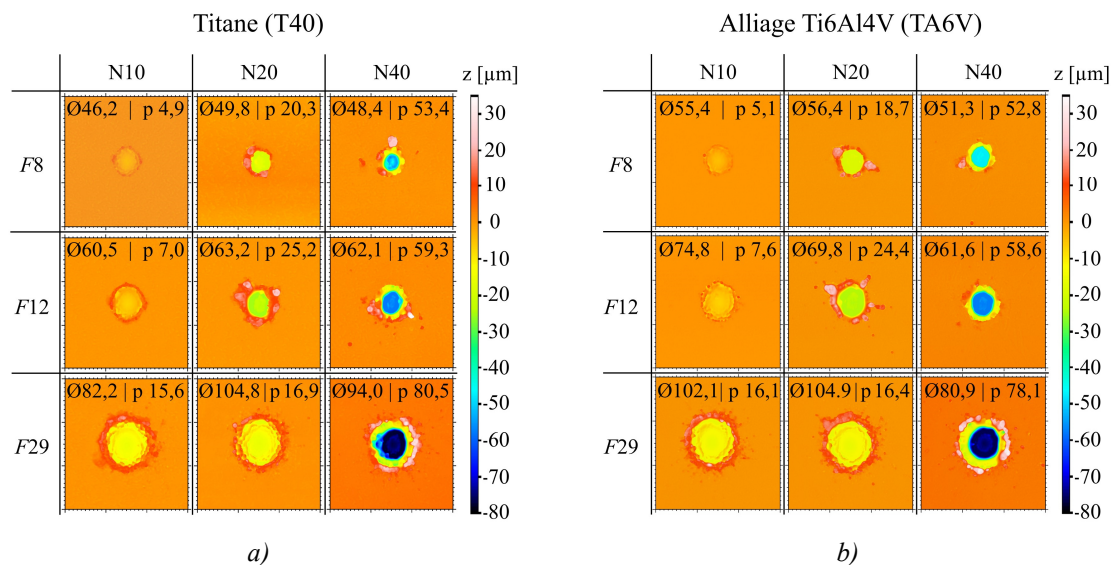 Titane (T40)
N10 N20 N40 z [µm]
F8 Ø46,2 | p 4,9 Ø49,8 | p 20,3 Ø48,4 | p 53,4
F12 Ø60,5 | p 7,0 Ø63,2 | p 25,2 Ø62,1 | p 59,3
F29 Ø82,2 | p 15,6 Ø104,8 | p 16,9 Ø94,0 | p 80,5
30
20
10
0
-10
-20
-30
-40
-50
-60
-70
-80
a)
Alliage Ti6Al4V (TA6V)
N10 N20 N40 z [µm]
F8 Ø55,4 | p 5,1 Ø56,4 | p 18,7 Ø51,3 | p 52,8
F12 Ø74,8 | p 7,6 Ø69,8 | p 24,4 Ø61,6 | p 58,6
F29 Ø102,1 | p 16,1 Ø104.9 | p 16,4 Ø80,9 | p 78,1
30
20
10
0
-10
-20
-30
-40
-50
-60
-70
-80
b)